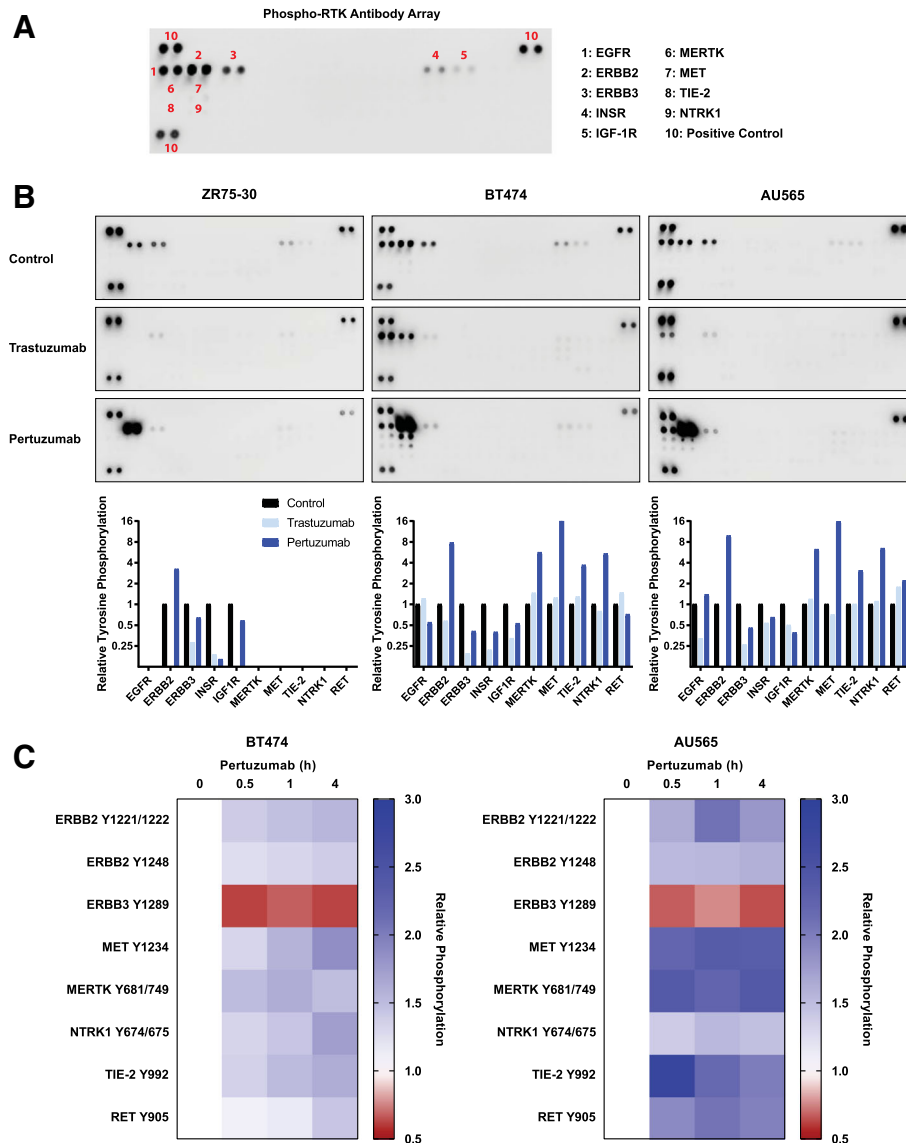 A
Phospho-RTK Antibody Array
10
10
2
3
4
5
1
6
7
8
9
10
1: EGFR
6: MERTK
2: ERBB2
7: MET
3: ERBB3
8: TIE-2
4: INSR
9: NTRK1
5: IGF-1R
10: Positive Control
B
ZR75-30
BT474
AU565
Control
Trastuzumab
Pertuzumab
Relative Tyrosine Phosphorylation
16
8
4
2
1
0.5
0.25
Control
Trastuzumab
Pertuzumab
EGFR
ERBB2
ERBB3
INSR
IGF1R
MERTK
MET
TIE-2
NTRK1
RET
Relative Tyrosine Phosphorylation
16
8
4
2
1
0.5
0.25
EGFR
ERBB2
ERBB3
INSR
IGF1R
MERTK
MET
TIE-2
NTRK1
RET
Relative Tyrosine Phosphorylation
16
8
4
2
1
0.5
0.25
EGFR
ERBB2
ERBB3
INSR
IGF1R
MERTK
MET
TIE-2
NTRK1
RET
C
BT474
Pertuzumab (h)
0 0.5 1 4
ERBB2 Y1221/1222
ERBB2 Y1248
ERBB3 Y1289
MET Y1234
MERTK Y681/749
NTRK1 Y674/675
TIE-2 Y992
RET Y905
3.0
2.5
2.0
1.5
1.0
0.5
Relative Phosphorylation
AU565
Pertuzumab (h)
0 0.5 1 4
ERBB2 Y1221/1222
ERBB2 Y1248
ERBB3 Y1289
MET Y1234
MERTK Y681/749
NTRK1 Y674/675
TIE-2 Y992
RET Y905
3.0
2.5
2.0
1.5
1.0
0.5
Relative Phosphorylation